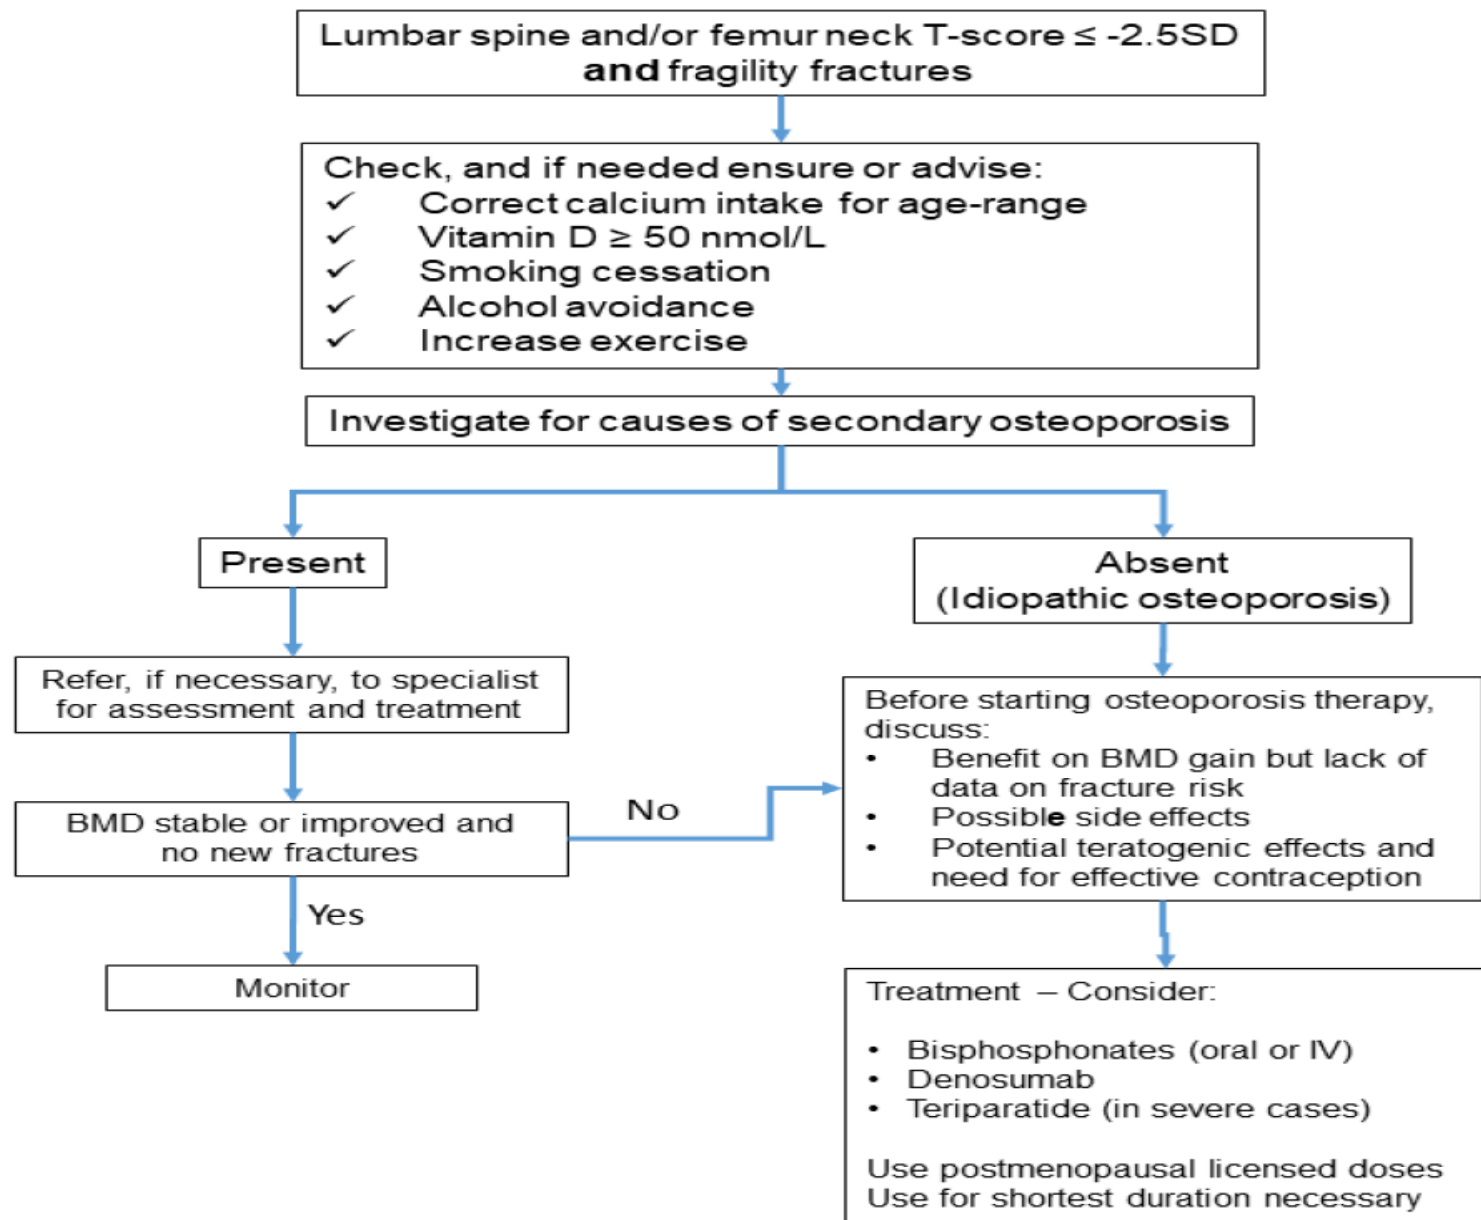 Lumbar spine and/or femur neck T-score ≤ -2.5SD
and fragility fractures
Check, and if needed ensure or advise:
✓ Correct calcium intake for age-range
✓ Vitamin D ≥ 50 nmol/L
✓ Smoking cessation
✓ Alcohol avoidance
✓ Increase exercise
Investigate for causes of secondary osteoporosis
Present
Absent
(Idiopathic osteoporosis)
Refer, if necessary, to specialist
for assessment and treatment
BMD stable or improved and
no new fractures
No
Yes
Monitor
Before starting osteoporosis therapy,
discuss:
• Benefit on BMD gain but lack of
data on fracture risk
• Possible side effects
• Potential teratogenic effects and
need for effective contraception
Treatment – Consider:
• Bisphosphonates (oral or IV)
• Denosumab
• Teriparatide (in severe cases)
Use postmenopausal licensed doses
Use for shortest duration necessary